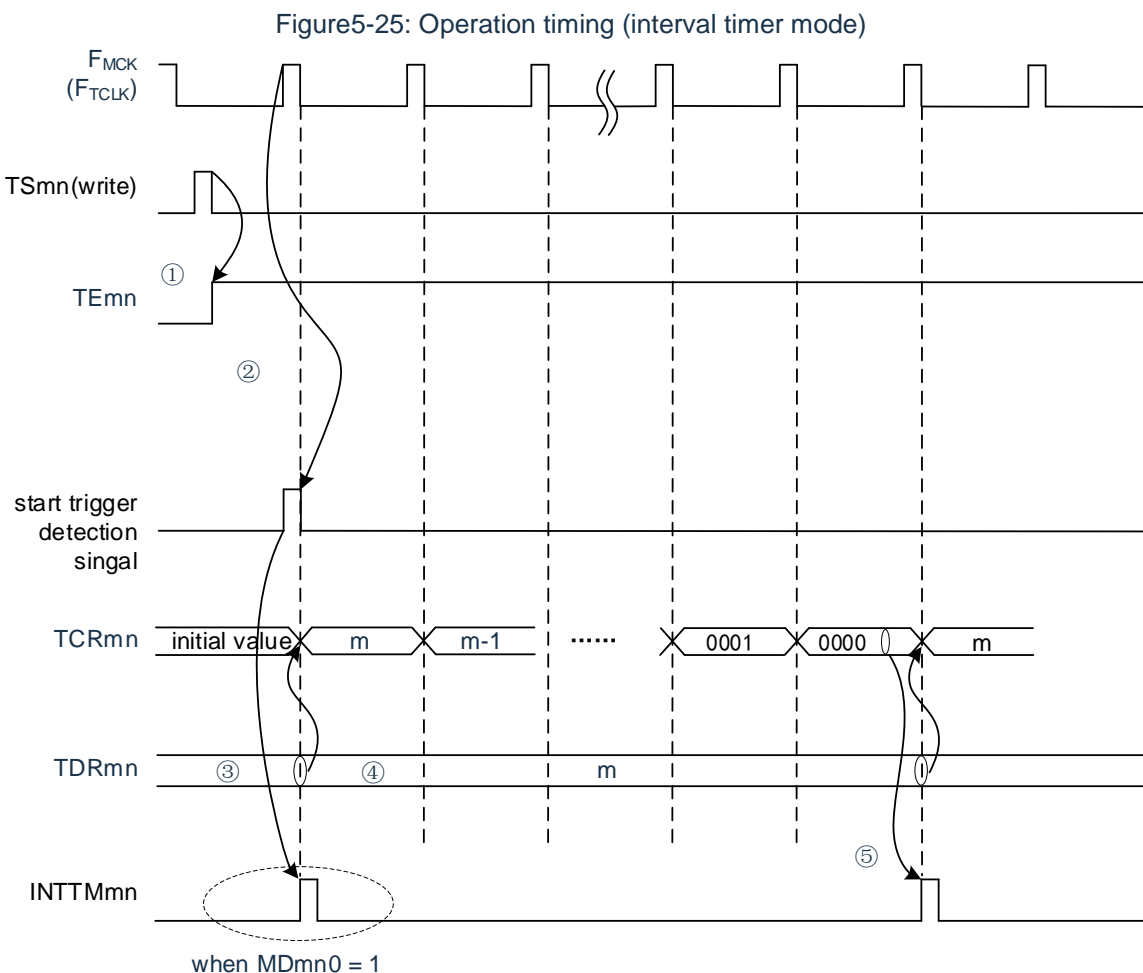 Figure5-25: Operation timing (interval timer mode)
FMCK
(FTCLK)
TSmn(write)
①
TEmn
②
start trigger
detection
singal
TCRmn
initial value
m
m-1
······
0001
0000
m
TDRmn
③
④
m
⑤
INTTMmn
when MDmn0 = 1